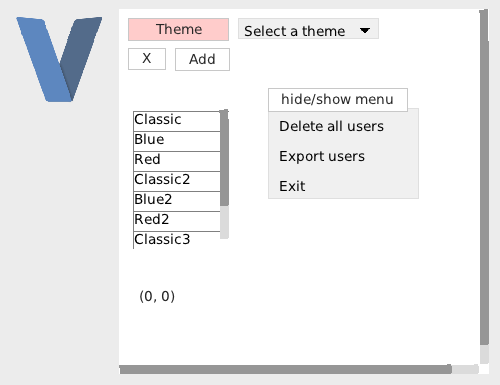 Theme
Select a theme
X
Add
hide/show menu
Classic
Delete all users
Blue
Red
Export users
Classic2
Exit
Blue2
Red2
Classic3
(0, 0)